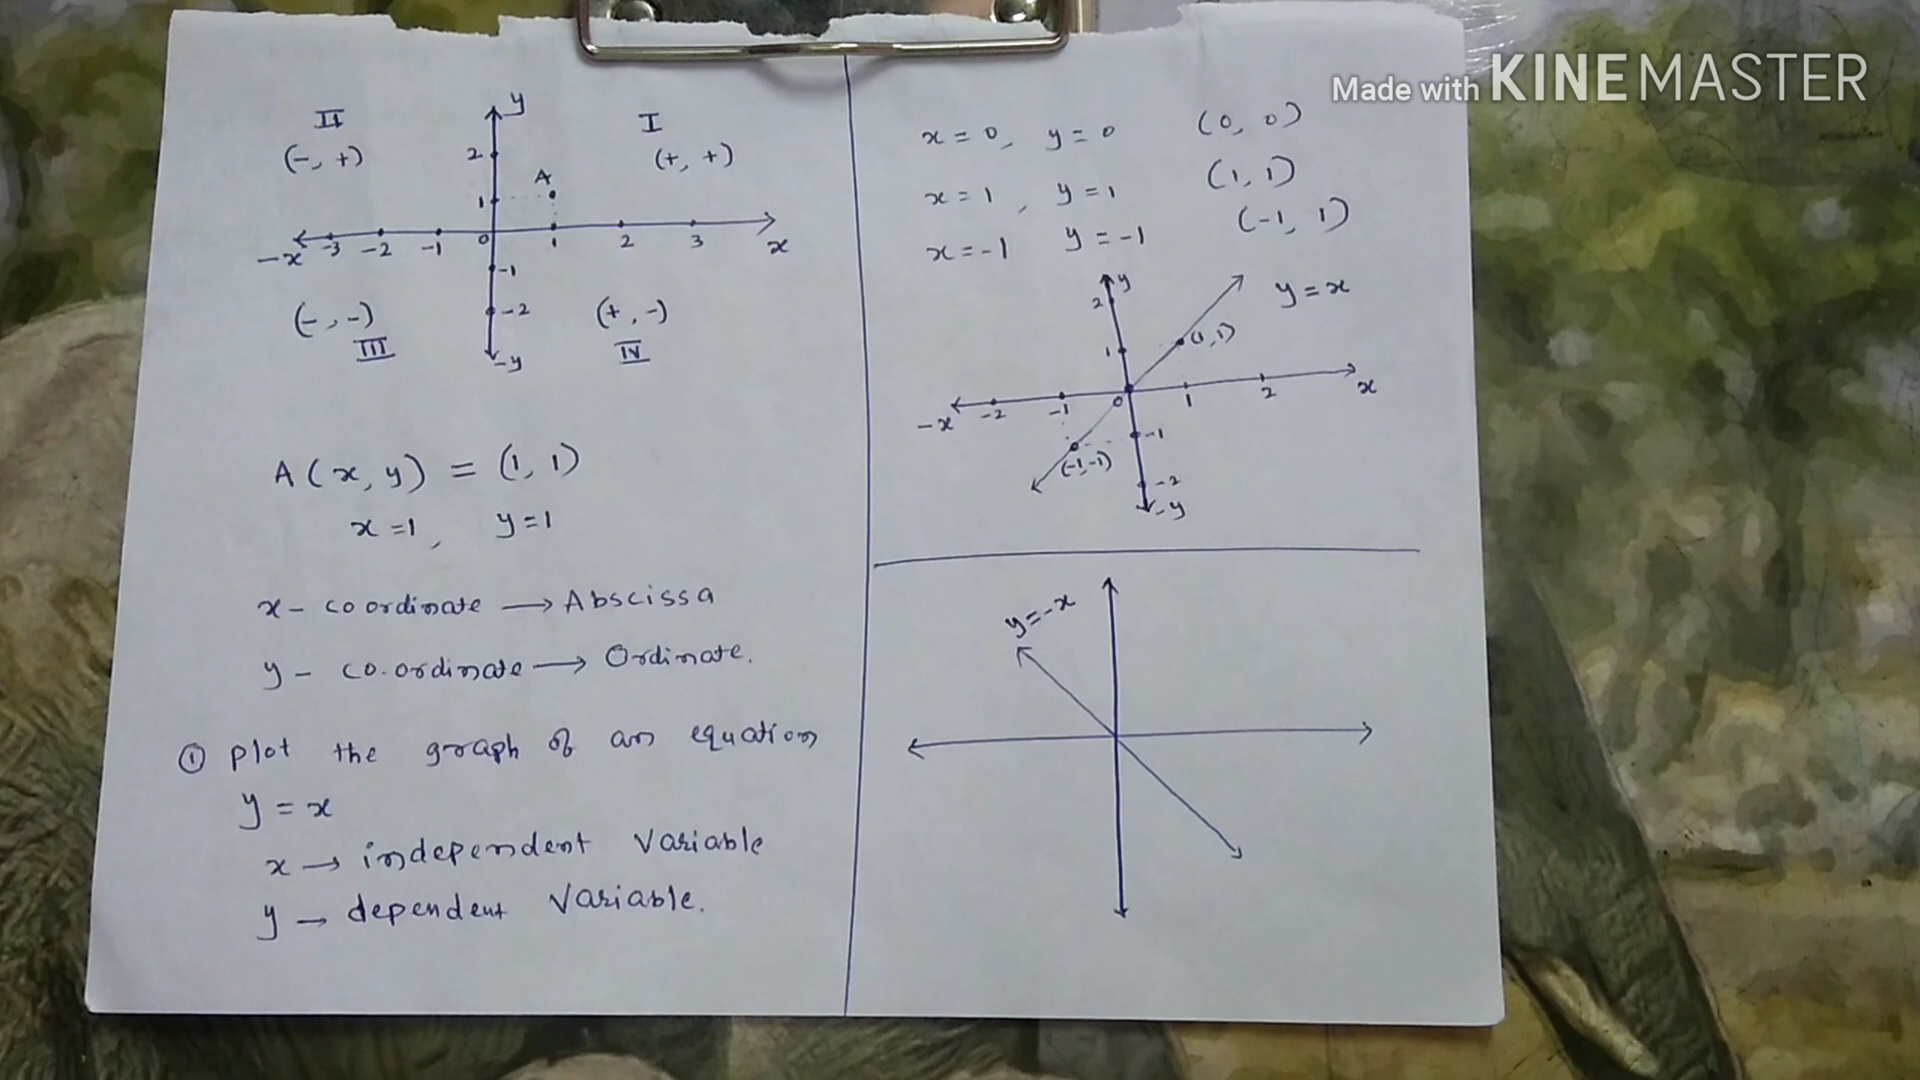 Made with KINEMASTER
II
(-, +)
I
(+, +)
y
2
A
1
-x -3 -2 -1 0 1 2 3 x
-1
-2
-y
(-, -)
III
(+, -)
IV
A(x, y) = (1, 1)
x=1, y=1
x- coordinate → Abscissa
y- co.ordinate → Ordinate.
① plot the graph of an equation
y = x
x → independent Variable
y → dependent Variable.
x = 0, y = 0 (0, 0)
x = 1, y = 1 (1, 1)
x = -1 y = -1 (-1, 1)
y
2
y = x
1
(1,1)
-x -2 -1 0 1 2 x
-1
(-1,-1)
-2
-y
y=-x